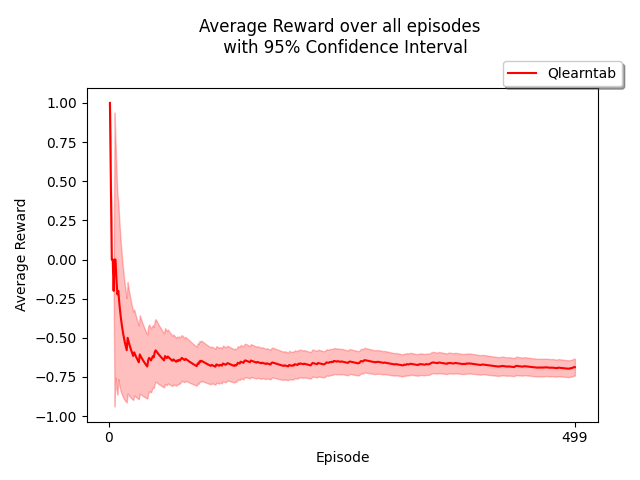 Average Reward over all episodes
with 95% Confidence Interval
Qlearntab
1.00
0.75
0.50
0.25
0.00
−0.25
−0.50
−0.75
−1.00
Average Reward
0
499
Episode